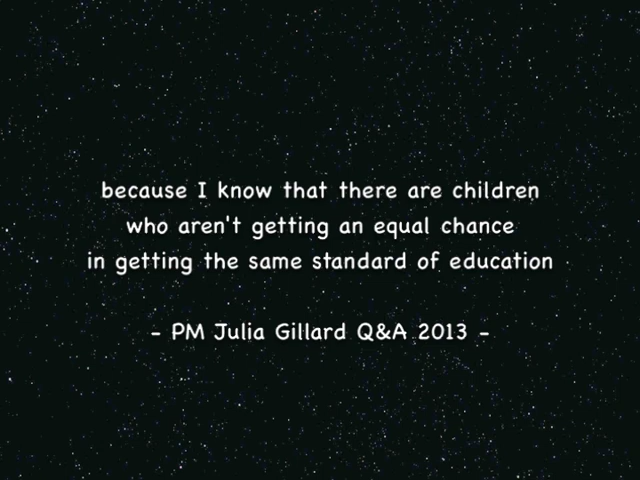 because I know that there are children
who aren't getting an equal chance
in getting the same standard of education
- PM Julia Gillard Q&A 2013 -